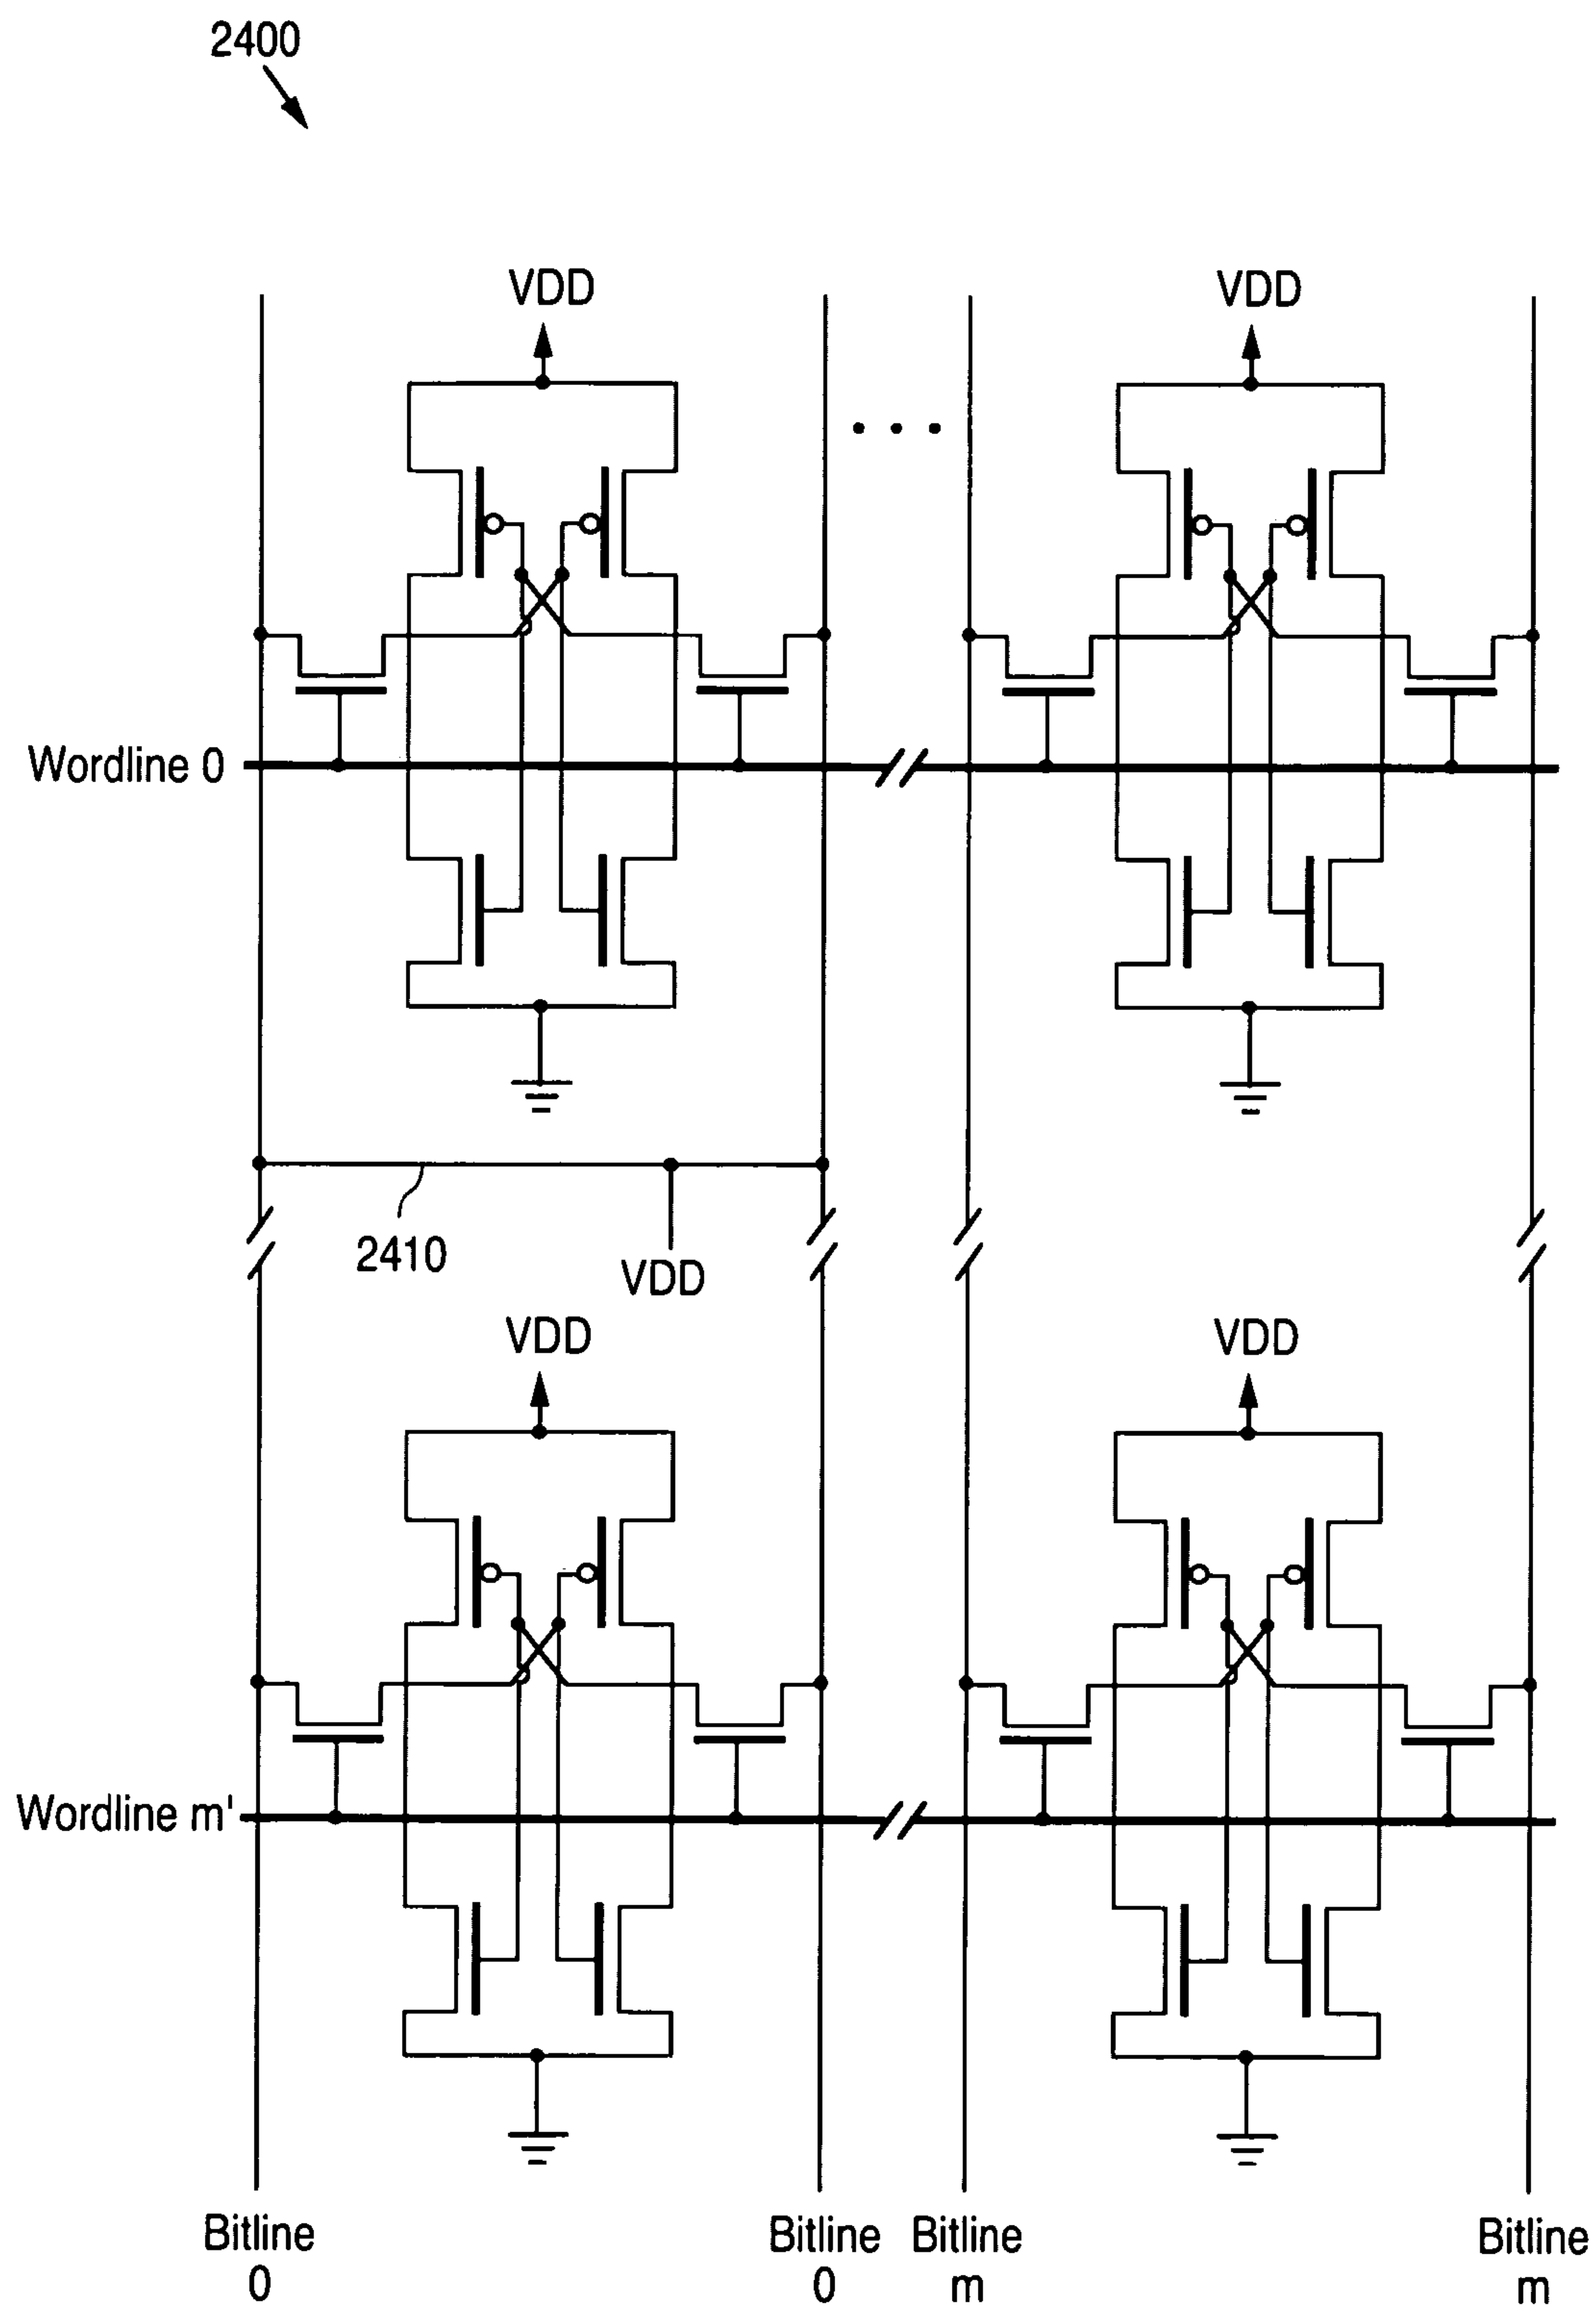 2400
VDD
VDD
Wordline 0
2410
VDD
VDD
VDD
Wordline m'
Bitline
0
Bitline
0
Bitline
m
Bitline
m